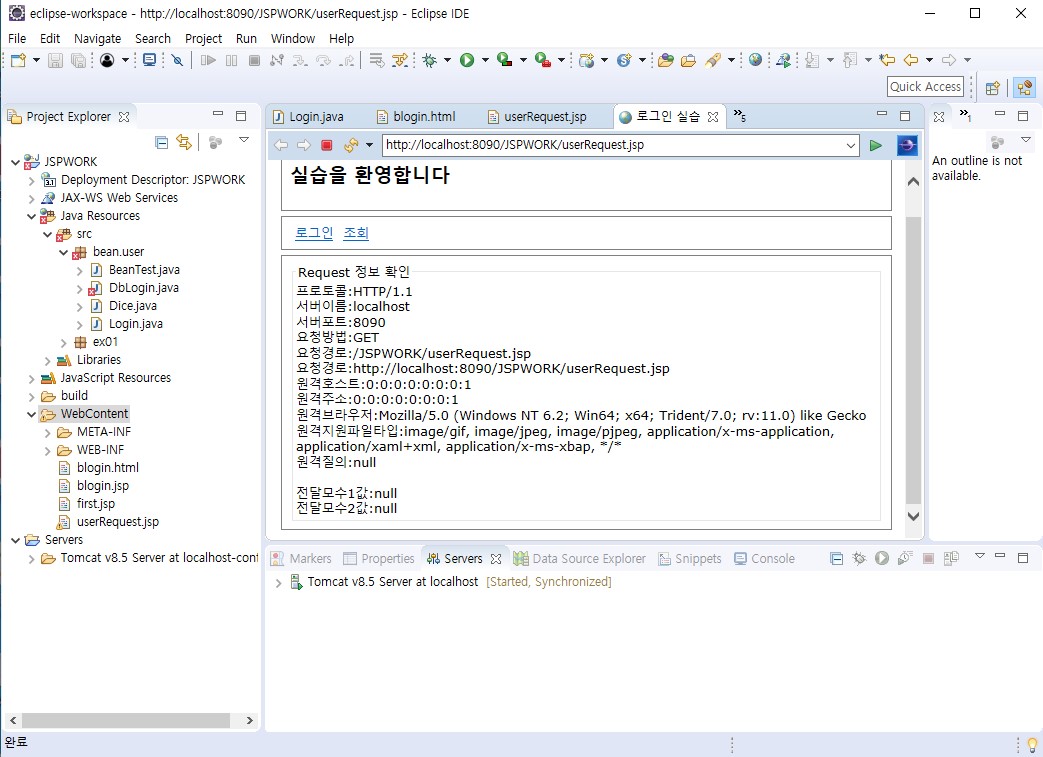 eclipse-workspace - http://localhost:8090/JSPWORK/userRequest.jsp - Eclipse IDE
File Edit Navigate Search Project Run Window Help
Quick Access
Project Explorer
JSPWORK
Deployment Descriptor: JSPWORK
JAX-WS Web Services
Java Resources
src
bean.user
BeanTest.java
DbLogin.java
Dice.java
Login.java
ex01
Libraries
JavaScript Resources
build
WebContent
META-INF
WEB-INF
blogin.html
blogin.jsp
first.jsp
userRequest.jsp
Servers
Tomcat v8.5 Server at localhost-cont
Login.java blogin.html userRequest.jsp 로그인 실습 »5
http://localhost:8090/JSPWORK/userRequest.jsp
실습을 환영합니다
로그인 조회
Request 정보 확인
프로토콜:HTTP/1.1
서버이름:localhost
서버포트:8090
요청방법:GET
요청경로:/JSPWORK/userRequest.jsp
요청경로:http://localhost:8090/JSPWORK/userRequest.jsp
원격호스트:0:0:0:0:0:0:0:1
원격주소:0:0:0:0:0:0:0:1
원격브라우저:Mozilla/5.0 (Windows NT 6.2; Win64; x64; Trident/7.0; rv:11.0) like Gecko
원격지원파일타입:image/gif, image/jpeg, image/pjpeg, application/x-ms-application,
application/xaml+xml, application/x-ms-xbap, */*
원격질의:null
전달모수1값:null
전달모수2값:null
»1
An outline is not
available.
Markers Properties Servers Data Source Explorer Snippets Console
Tomcat v8.5 Server at localhost [Started, Synchronized]
완료